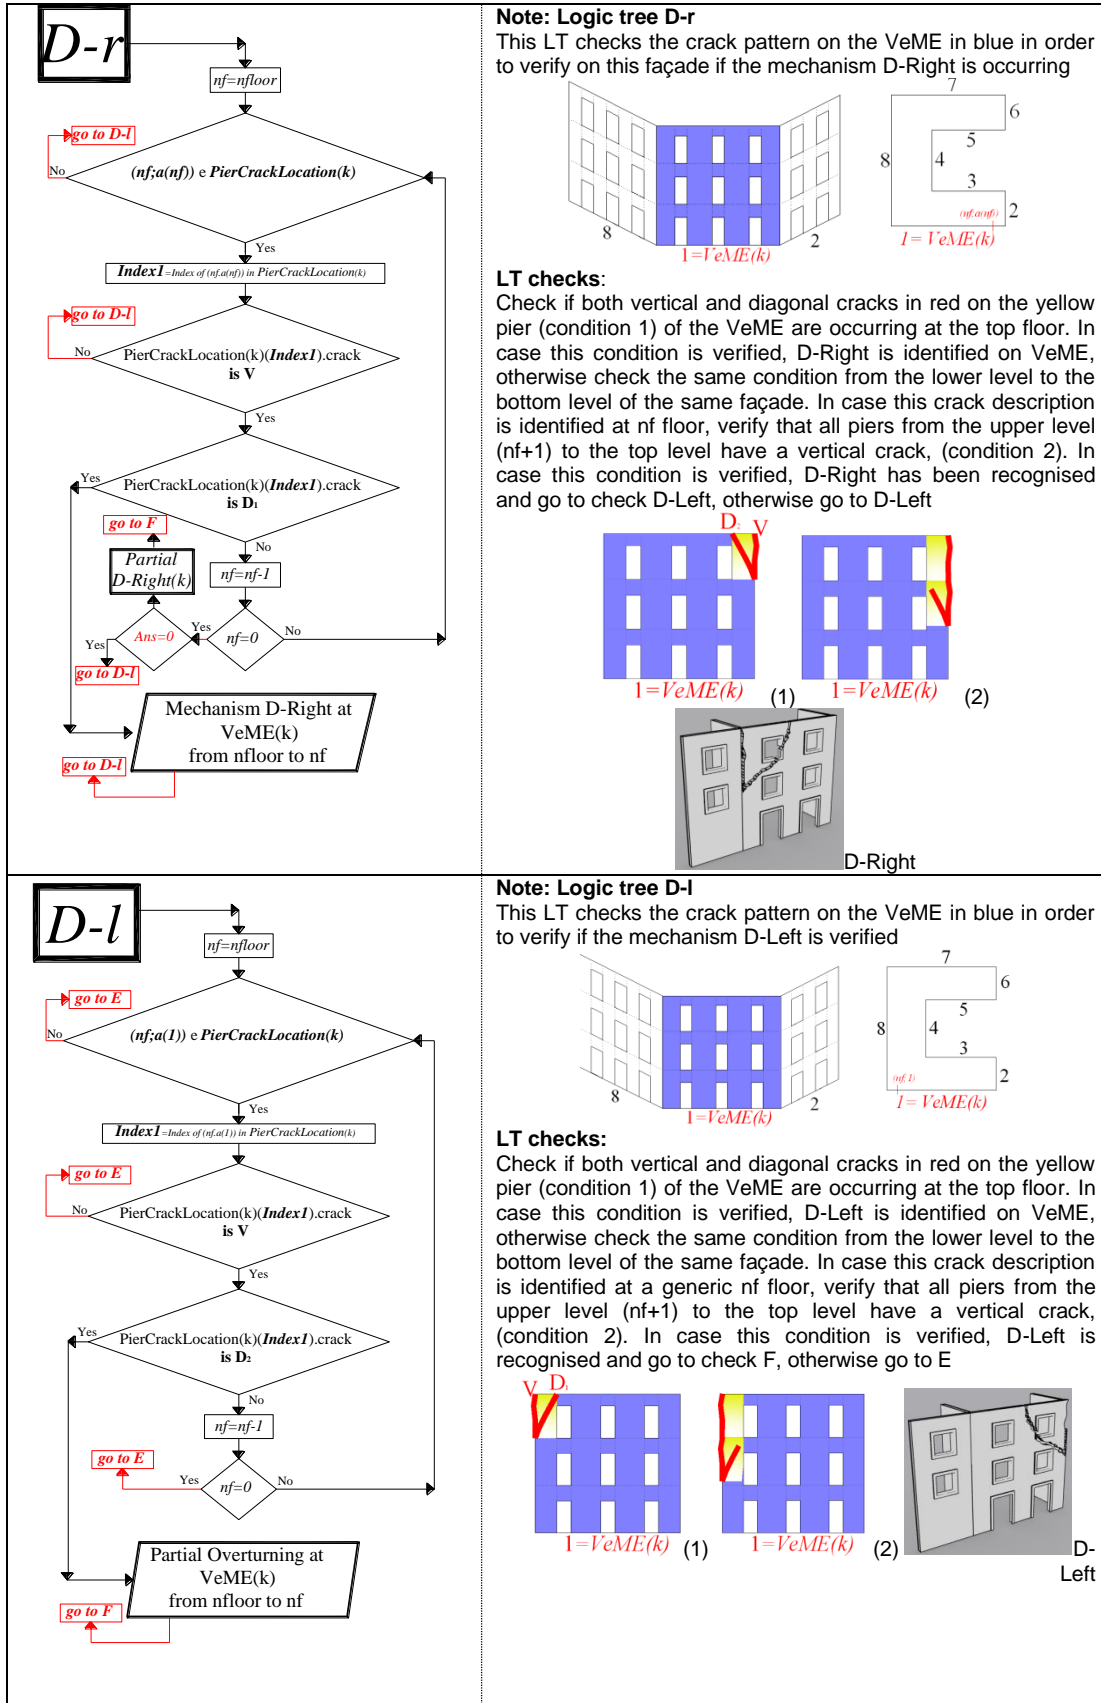 D-r
nf=nfloor
go to D-l
No
(nf;a(nf)) e PierCrackLocation(k)
Yes
Index1=Index of (nf.a(nf)) in PierCrackLocation(k)
go to D-l
No
PierCrackLocation(k)(Index1).crack
is V
Yes
Yes
PierCrackLocation(k)(Index1).crack
is D1
go to F
No
Partial
D-Right(k)
nf=nf-1
Yes
Ans=0
Yes
nf=0
No
go to D-l
Mechanism D-Right at
VeME(k)
from nfloor to nf
go to D-l
Note: Logic tree D-r
This LT checks the crack pattern on the VeME in blue in order
to verify on this façade if the mechanism D-Right is occurring
7
6
5
8
4
3
(nf.a(nf))
2
8
2
1=VeME(k)
1= VeME(k)
LT checks:
Check if both vertical and diagonal cracks in red on the yellow
pier (condition 1) of the VeME are occurring at the top floor. In
case this condition is verified, D-Right is identified on VeME,
otherwise check the same condition from the lower level to the
bottom level of the same façade. In case this crack description
is identified at nf floor, verify that all piers from the upper level
(nf+1) to the top level have a vertical crack, (condition 2). In
case this condition is verified, D-Right has been recognised
and go to check D-Left, otherwise go to D-Left
D2 V
1=VeME(k) (1)
1=VeME(k) (2)
D-Right
D-l
nf=nfloor
go to E
No
(nf;a(1)) e PierCrackLocation(k)
Yes
Index1=Index of (nf.a(1)) in PierCrackLocation(k)
go to E
No
PierCrackLocation(k)(Index1).crack
is V
Yes
Yes
PierCrackLocation(k)(Index1).crack
is D2
No
nf=nf-1
go to E
Yes
nf=0
No
Partial Overturning at
VeME(k)
from nfloor to nf
go to F
Note: Logic tree D-l
This LT checks the crack pattern on the VeME in blue in order
to verify if the mechanism D-Left is verified
7
6
5
8
4
3
(nf,1)
2
8
2
1=VeME(k)
1= VeME(k)
LT checks:
Check if both vertical and diagonal cracks in red on the yellow
pier (condition 1) of the VeME are occurring at the top floor. In
case this condition is verified, D-Left is identified on VeME,
otherwise check the same condition from the lower level to the
bottom level of the same façade. In case this crack description
is identified at a generic nf floor, verify that all piers from the
upper level (nf+1) to the top level have a vertical crack,
(condition 2). In case this condition is verified, D-Left is
recognised and go to check F, otherwise go to E
V D1
1=VeME(k) (1)
1=VeME(k) (2)
D-
Left